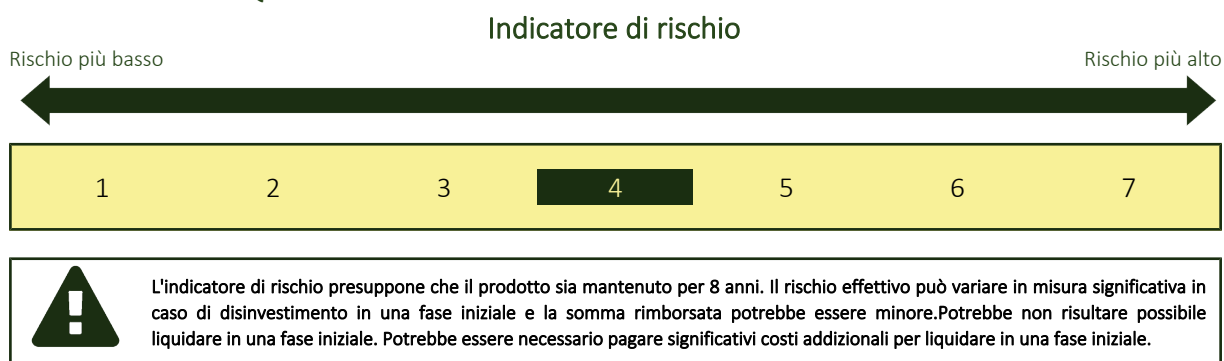 Indicatore di rischio
Rischio più basso
Rischio più alto
1 2 3 4 5 6 7
L'indicatore di rischio presuppone che il prodotto sia mantenuto per 8 anni. Il rischio effettivo può variare in misura significativa in
caso di disinvestimento in una fase iniziale e la somma rimborsata potrebbe essere minore.Potrebbe non risultare possibile
liquidare in una fase iniziale. Potrebbe essere necessario pagare significativi costi addizionali per liquidare in una fase iniziale.